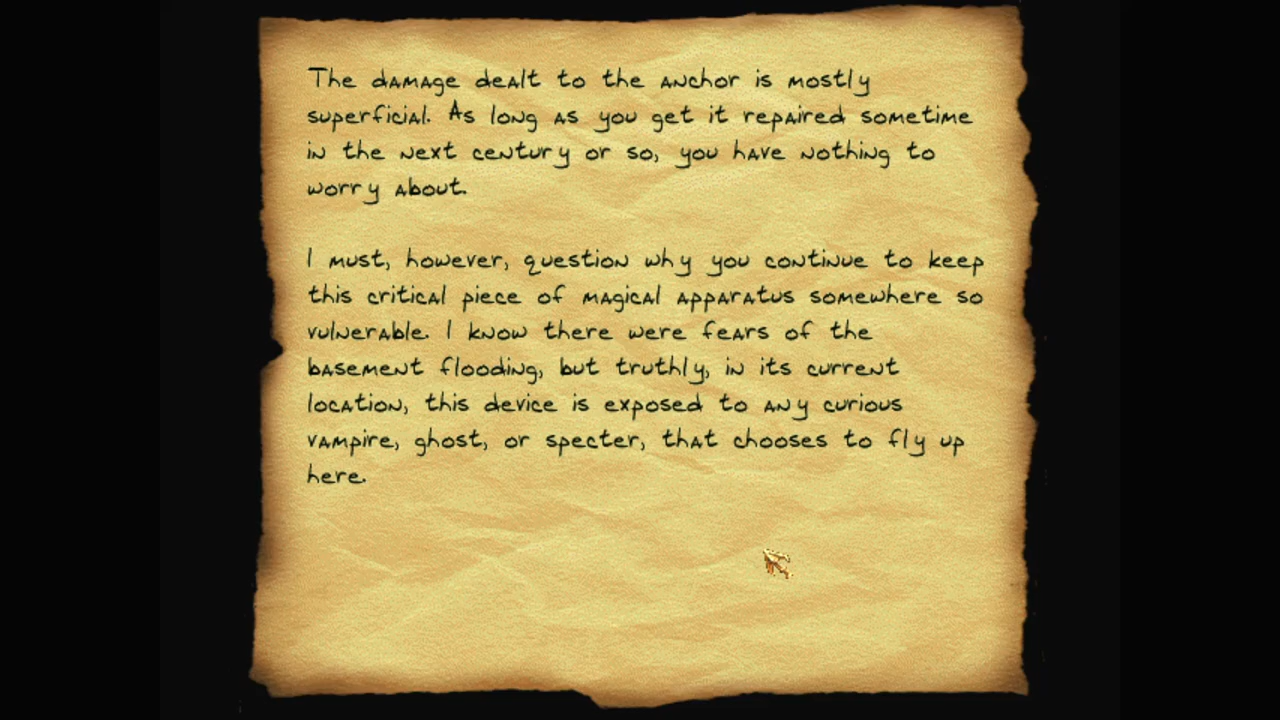 The damage dealt to the anchor is mostly
superficial. As long as you get it repaired sometime
in the next century or so, you have nothing to
worry about.
I must, however, question why you continue to keep
this critical piece of magical apparatus somewhere so
vulnerable. I know there were fears of the
basement flooding, but truthly, in its current
location, this device is exposed to any curious
vampire, ghost, or specter, that chooses to fly up
here.